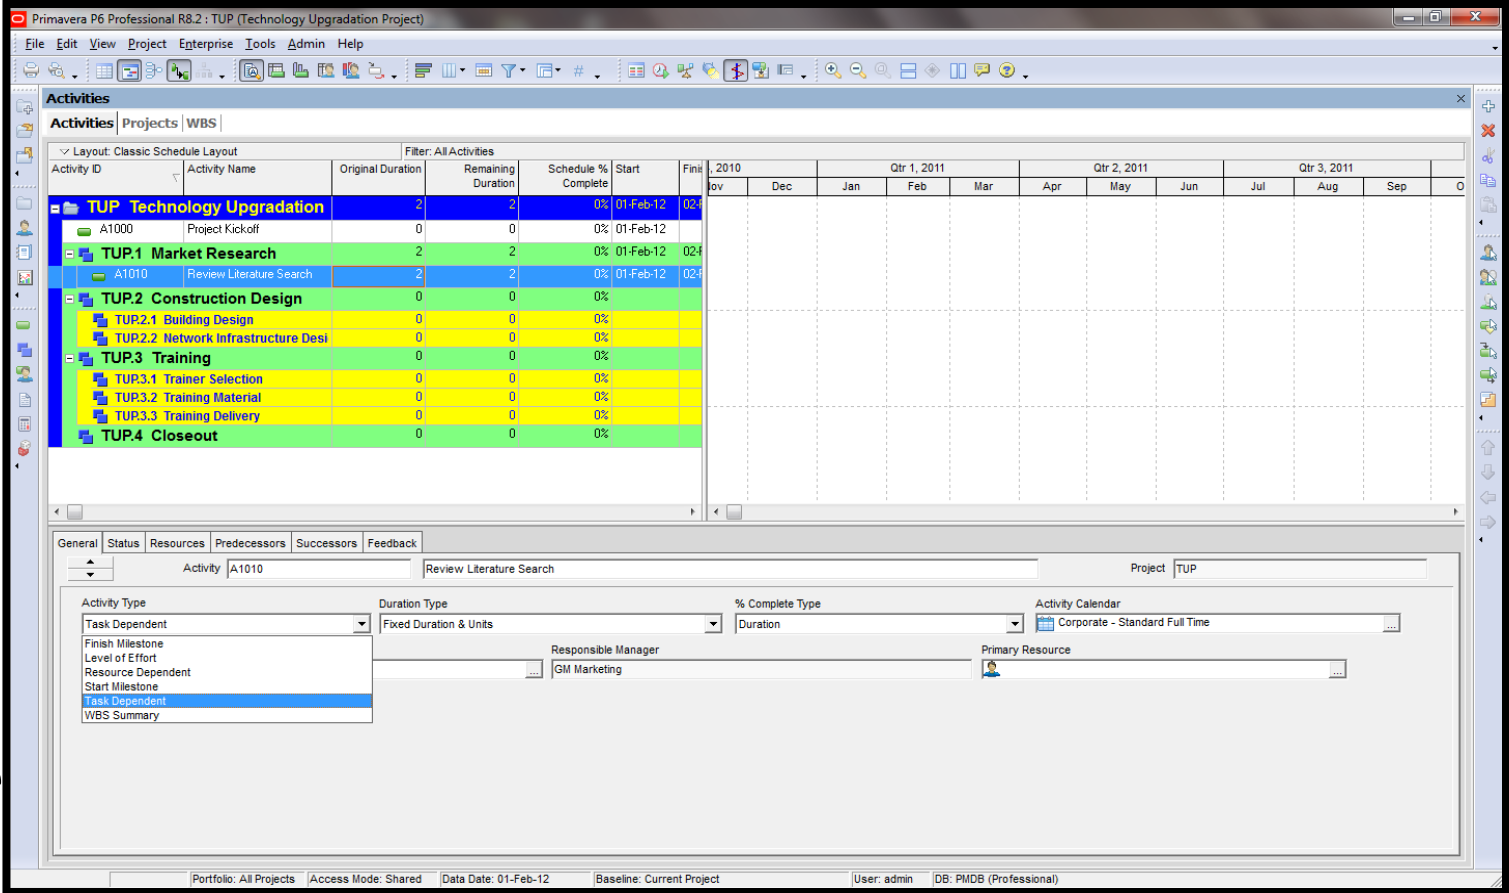 Primavera P6 Professional R8.2 : TUP (Technology Upgradation Project)
File Edit View Project Enterprise Tools Admin Help
Activities
Activities Projects WBS
Layout: Classic Schedule Layout Filter: All Activities
Activity ID Activity Name Original Duration Remaining Duration Schedule % Complete Start Finis , 2010 Qtr 1, 2011 Qtr 2, 2011 Qtr 3, 2011
Dec Jan Feb Mar Apr May Jun Jul Aug Sep O
TUP Technology Upgradation 2 2 0% 01-Feb-12 02-F
A1000 Project Kickoff 0 0 0% 01-Feb-12
TUP.1 Market Research 2 2 0% 01-Feb-12 02-F
A1010 Review Literature Search 2 2 0% 01-Feb-12 02-F
TUP.2 Construction Design 0 0 0%
TUP.2.1 Building Design 0 0 0%
TUP.2.2 Network Infrastructure Desi 0 0 0%
TUP.3 Training 0 0 0%
TUP.3.1 Trainer Selection 0 0 0%
TUP.3.2 Training Material 0 0 0%
TUP.3.3 Training Delivery 0 0 0%
TUP.4 Closeout 0 0 0%
General Status Resources Predecessors Successors Feedback
Activity A1010 Review Literature Search Project TUP
Activity Type Duration Type % Complete Type Activity Calendar
Task Dependent Fixed Duration & Units Duration Corporate - Standard Full Time ...
Finish Milestone
Level of Effort Responsible Manager Primary Resource
Resource Dependent ... GM Marketing ...
Start Milestone
Task Dependent
WBS Summary
Portfolio: All Projects Access Mode: Shared Data Date: 01-Feb-12 Baseline: Current Project User: admin DB: PMDB (Professional)